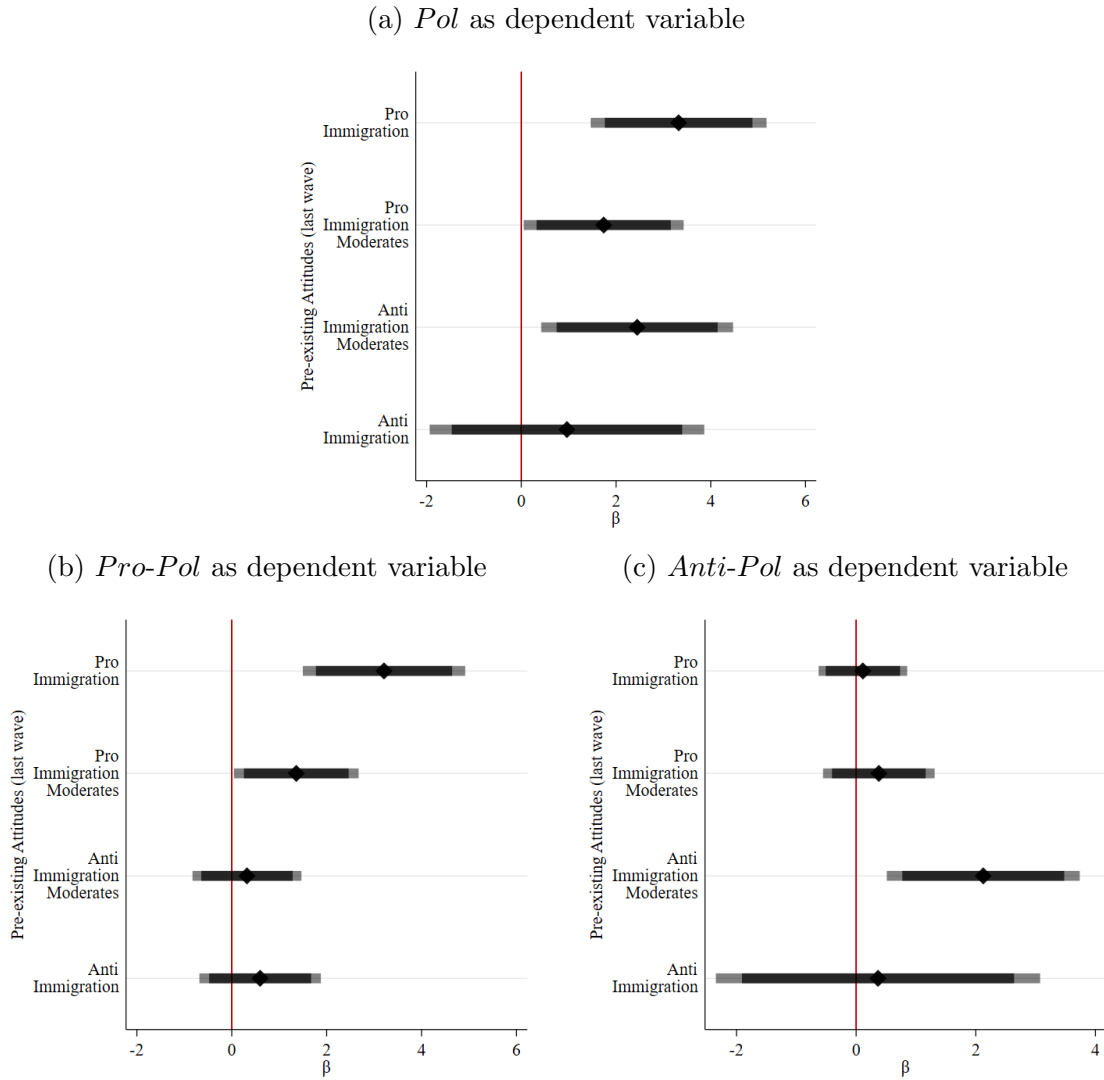 (a) Pol as dependent variable
Pre-existing Attitudes (last wave)
Pro
Immigration
Pro
Immigration
Moderates
Anti
Immigration
Moderates
Anti
Immigration
-2 0 2 4 6
β
(b) Pro-Pol as dependent variable
Pre-existing Attitudes (last wave)
Pro
Immigration
Pro
Immigration
Moderates
Anti
Immigration
Moderates
Anti
Immigration
-2 0 2 4 6
β
(c) Anti-Pol as dependent variable
Pre-existing Attitudes (last wave)
Pro
Immigration
Pro
Immigration
Moderates
Anti
Immigration
Moderates
Anti
Immigration
-2 0 2 4
β